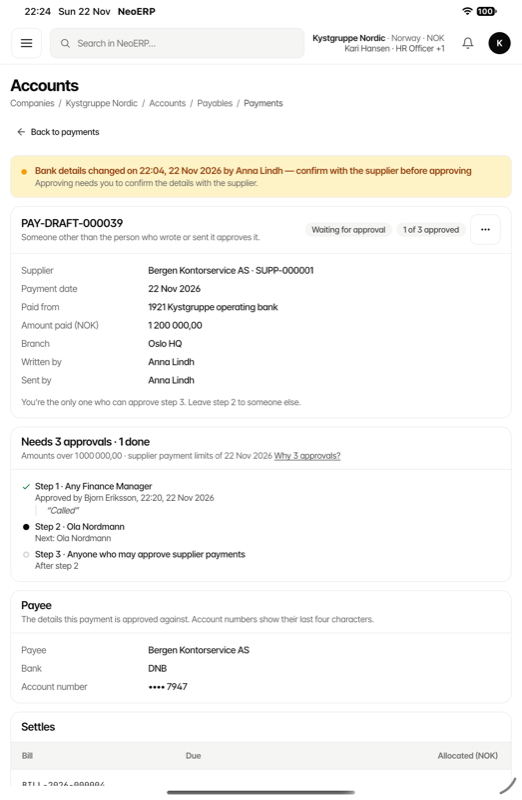 22:24 Sun 22 Nov NeoERP
100
Search in NeoERP...
Kystgruppe Nordic · Norway · NOK
Kari Hansen · HR Officer +1
K
Accounts
Companies / Kystgruppe Nordic / Accounts / Payables / Payments
← Back to payments
Bank details changed on 22:04, 22 Nov 2026 by Anna Lindh — confirm with the supplier before approving
Approving needs you to confirm the details with the supplier.
PAY-DRAFT-000039
Someone other than the person who wrote or sent it approves it.
Waiting for approval
1 of 3 approved
Supplier Bergen Kontorservice AS · SUPP-000001
Payment date 22 Nov 2026
Paid from 1921 Kystgruppe operating bank
Amount paid (NOK) 1 200 000,00
Branch Oslo HQ
Written by Anna Lindh
Sent by Anna Lindh
You're the only one who can approve step 3. Leave step 2 to someone else.
Needs 3 approvals · 1 done
Amounts over 1 000 000,00 · supplier payment limits of 22 Nov 2026 Why 3 approvals?
Step 1 · Any Finance Manager
Approved by Bjorn Eriksson, 22:20, 22 Nov 2026
“Called”
Step 2 · Ola Nordmann
Next: Ola Nordmann
Step 3 · Anyone who may approve supplier payments
After step 2
Payee
The details this payment is approved against. Account numbers show their last four characters.
Payee Bergen Kontorservice AS
Bank DNB
Account number •••• 7947
Settles
Bill Due Allocated (NOK)
BILL-2026-000004